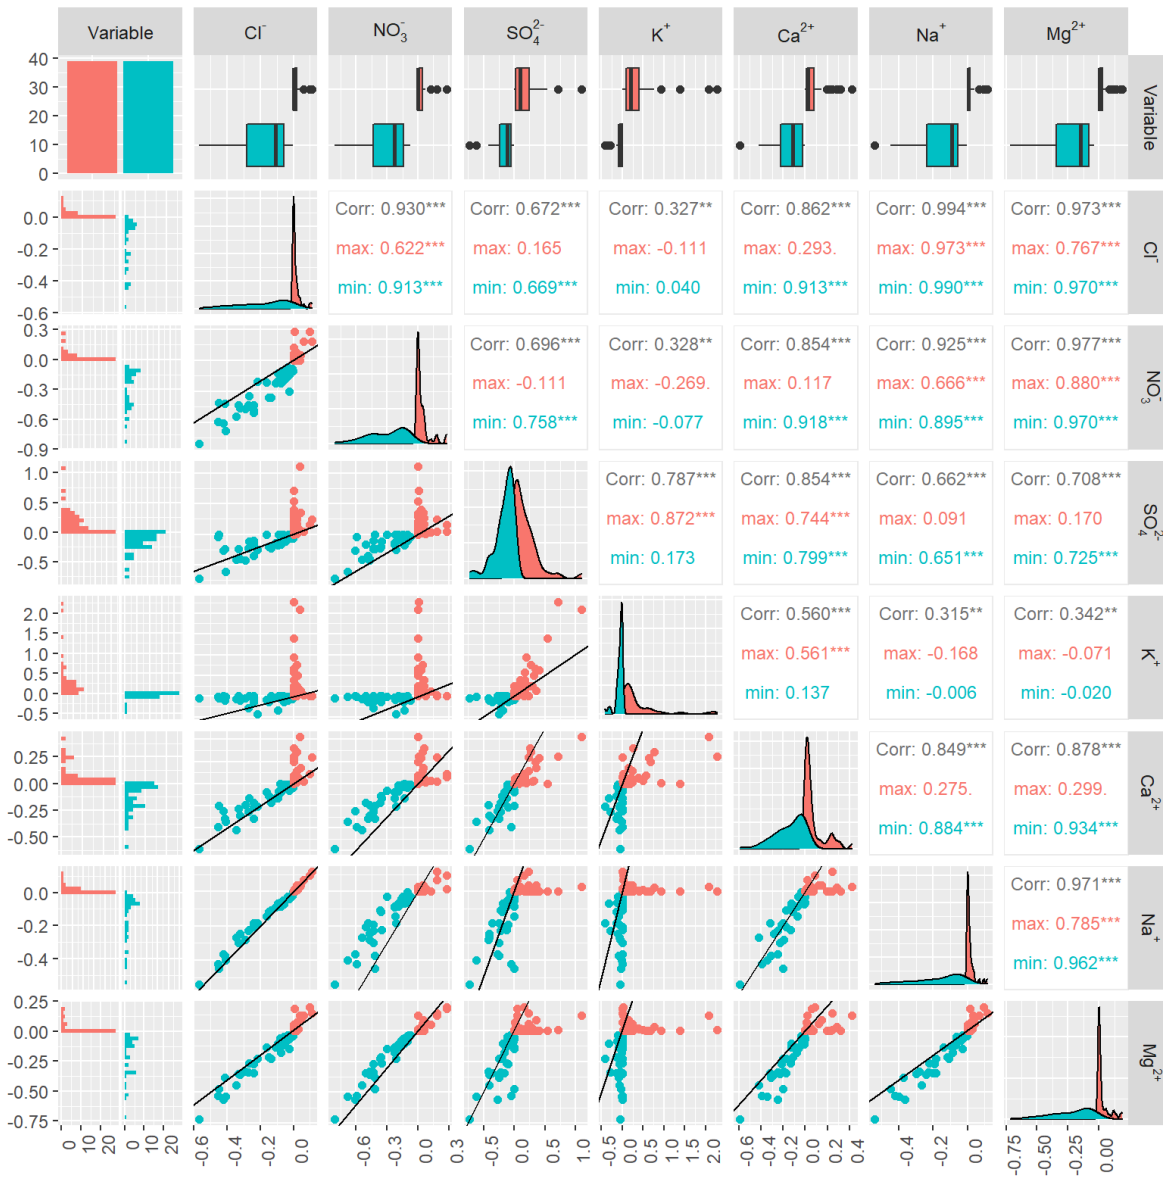 Variable Cl⁻ NO₃⁻ SO₄²⁻ K⁺ Ca²⁺ Na⁺ Mg²⁺
40
30
20
10
0
Variable
0.0
-0.2
-0.4
-0.6
Corr: 0.930*** Corr: 0.672*** Corr: 0.327** Corr: 0.862*** Corr: 0.994*** Corr: 0.973***
max: 0.622*** max: 0.165 max: -0.111 max: 0.293. max: 0.973*** max: 0.767***
min: 0.913*** min: 0.669*** min: 0.040 min: 0.913*** min: 0.990*** min: 0.970***
Cl⁻
0.3
0.0
-0.3
-0.6
-0.9
Corr: 0.696*** Corr: 0.328** Corr: 0.854*** Corr: 0.925*** Corr: 0.977***
max: -0.111 max: -0.269. max: 0.117 max: 0.666*** max: 0.880***
min: 0.758*** min: -0.077 min: 0.918*** min: 0.895*** min: 0.970***
NO₃⁻
1.0
0.5
0.0
-0.5
Corr: 0.787*** Corr: 0.854*** Corr: 0.662*** Corr: 0.708***
max: 0.872*** max: 0.744*** max: 0.091 max: 0.170
min: 0.173 min: 0.799*** min: 0.651*** min: 0.725***
SO₄²⁻
2.0
1.5
1.0
0.5
0.0
-0.5
Corr: 0.560*** Corr: 0.315** Corr: 0.342**
max: 0.561*** max: -0.168 max: -0.071
min: 0.137 min: -0.006 min: -0.020
K⁺
0.25
0.00
-0.25
-0.50
Corr: 0.849*** Corr: 0.878***
max: 0.275. max: 0.299.
min: 0.884*** min: 0.934***
Ca²⁺
0.0
-0.2
-0.4
Corr: 0.971***
max: 0.785***
min: 0.962***
Na⁺
0.25
0.00
-0.25
-0.50
-0.75
Mg²⁺
0 10 20 0 10 20 -0.6 -0.4 -0.2 0.0 -0.6 -0.3 0.0 0.3 -0.5 0.0 0.5 1.0 -0.5 0.0 0.5 1.0 1.5 2.0 -0.6 -0.4 -0.2 0.0 0.2 0.4 -0.4 -0.2 0.0 -0.75 -0.50 -0.25 0.00